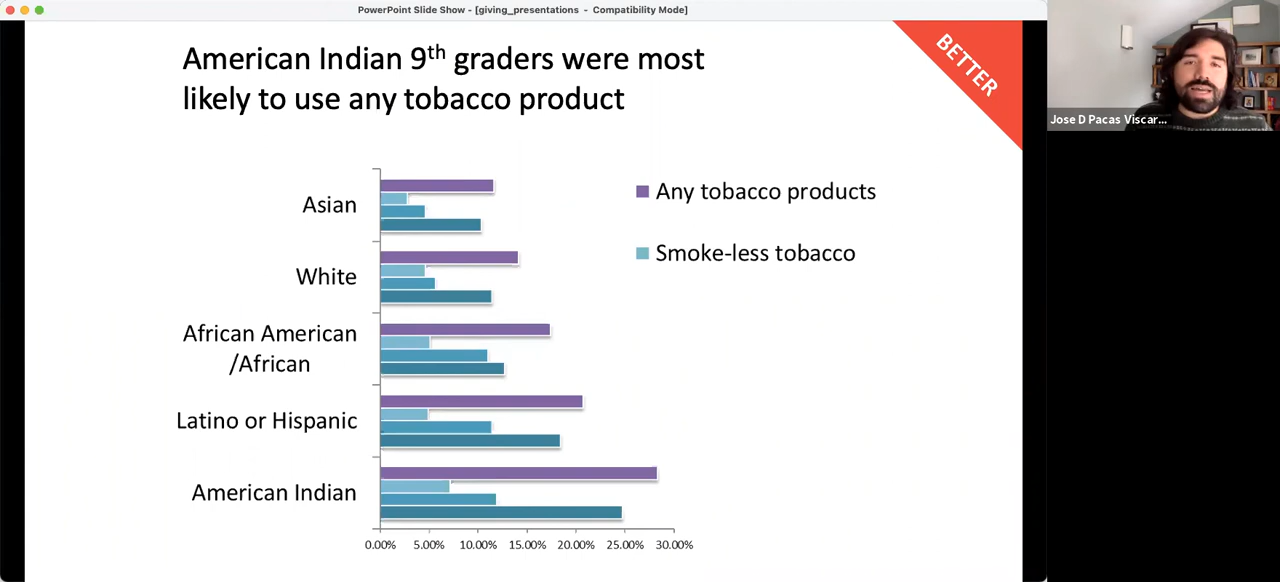 PowerPoint Slide Show - [giving_presentations - Compatibility Mode]
American Indian 9th graders were most
likely to use any tobacco product
BETTER
Jose D Pacas Viscar...
Any tobacco products
Smoke-less tobacco
Asian
White
African American
/African
Latino or Hispanic
American Indian
0.00% 5.00% 10.00% 15.00% 20.00% 25.00% 30.00%